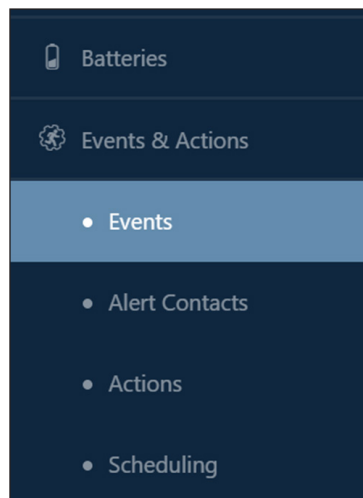 Batteries
Events & Actions
Events
Alert Contacts
Actions
Scheduling